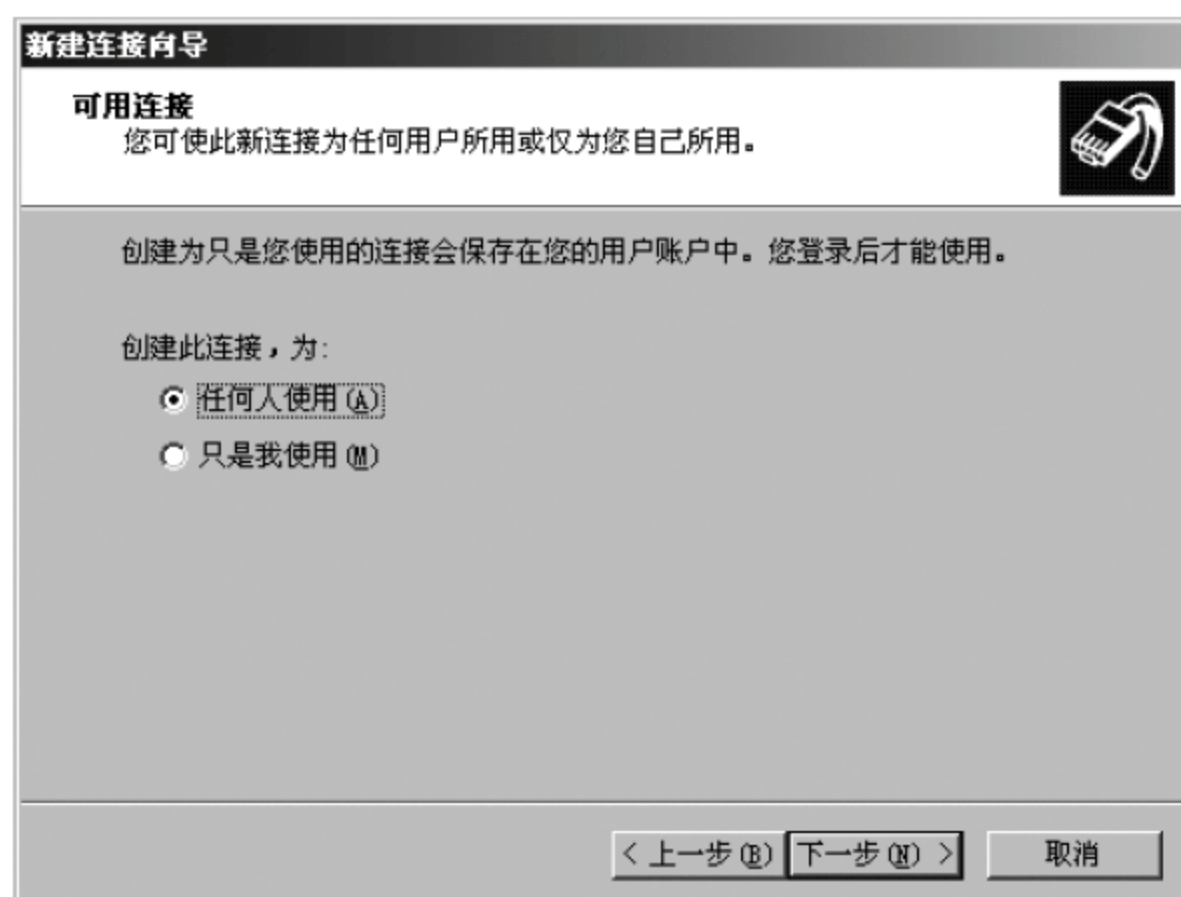 新建连接向导
可用连接
您可使此新连接为任何用户所用或仅为您自己所用。
创建为只是您使用的连接会保存在您的用户账户中。您登录后才能使用。
创建此连接，为:
任何人使用(A)
只是我使用(M)
< 上一步(B) 下一步(N) > 取消